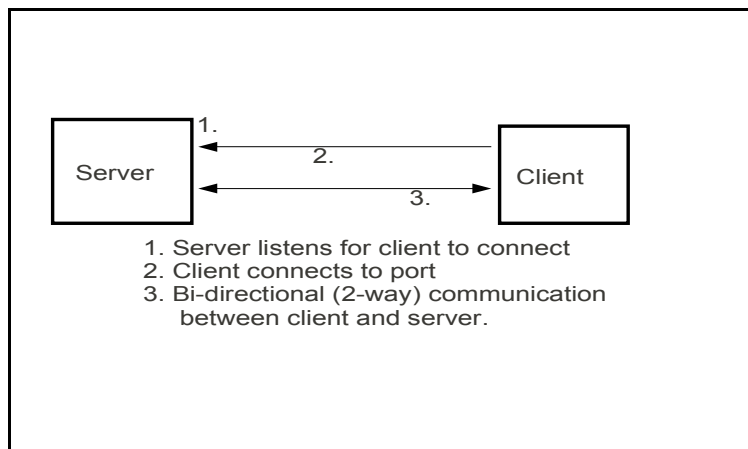 1.
2.
Server
Client
3.
1. Server listens for client to connect
2. Client connects to port
3. Bi-directional (2-way) communication
between client and server.